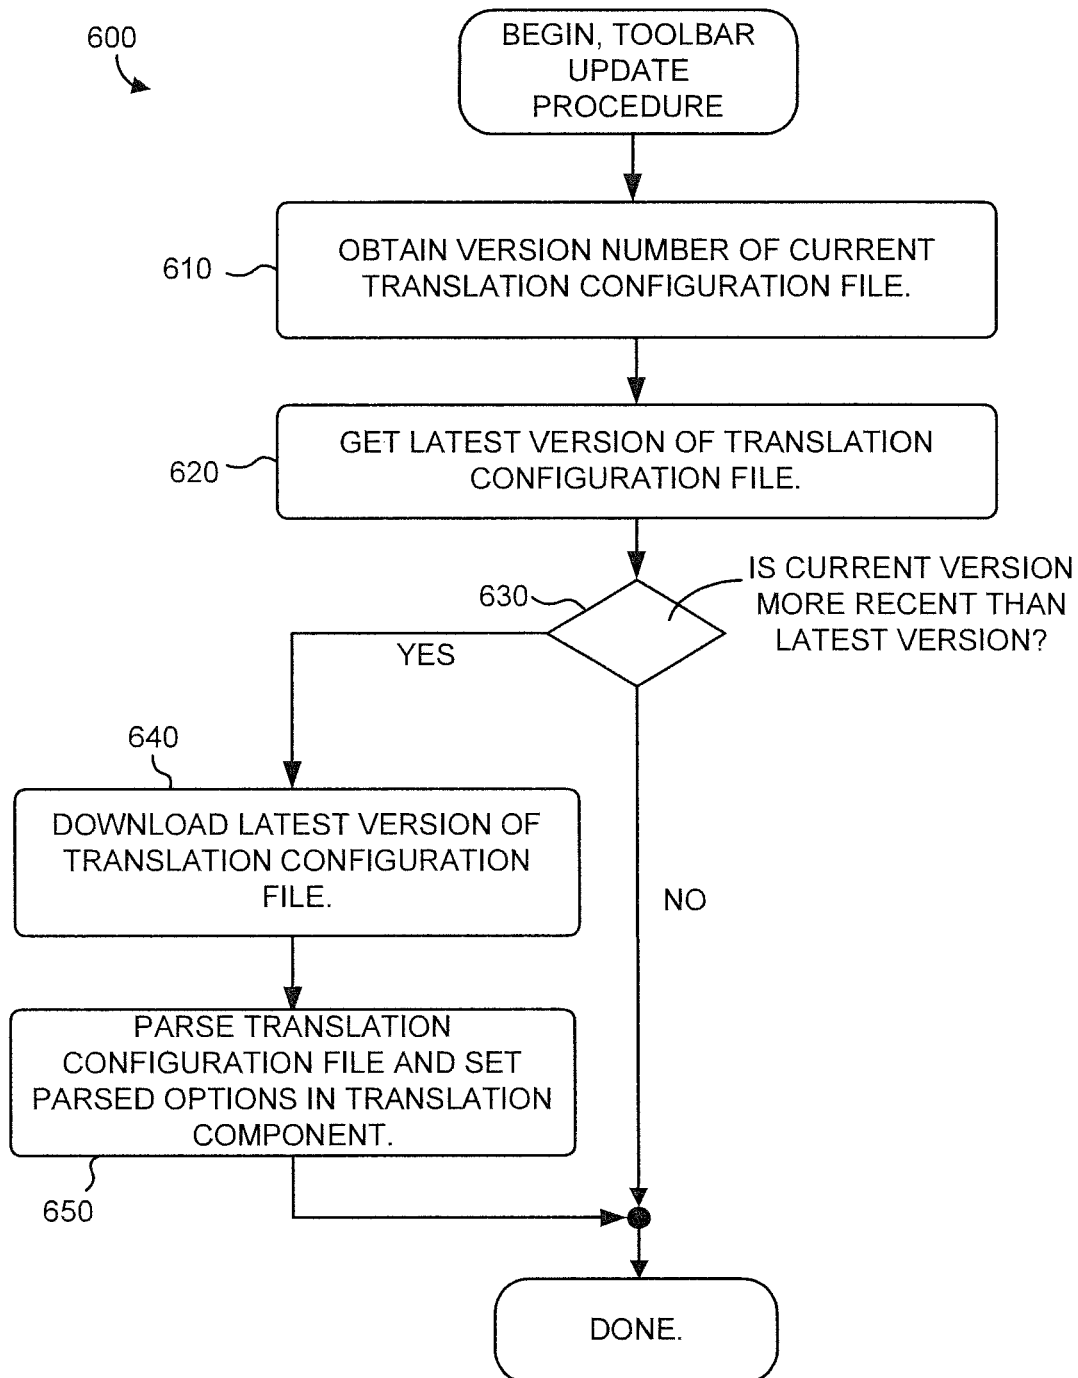 600
BEGIN, TOOLBAR
UPDATE
PROCEDURE
610
OBTAIN VERSION NUMBER OF CURRENT
TRANSLATION CONFIGURATION FILE.
620
GET LATEST VERSION OF TRANSLATION
CONFIGURATION FILE.
630
IS CURRENT VERSION
MORE RECENT THAN
LATEST VERSION?
YES
640
DOWNLOAD LATEST VERSION OF
TRANSLATION CONFIGURATION
FILE.
NO
PARSE TRANSLATION
CONFIGURATION FILE AND SET
PARSED OPTIONS IN TRANSLATION
COMPONENT.
650
DONE.